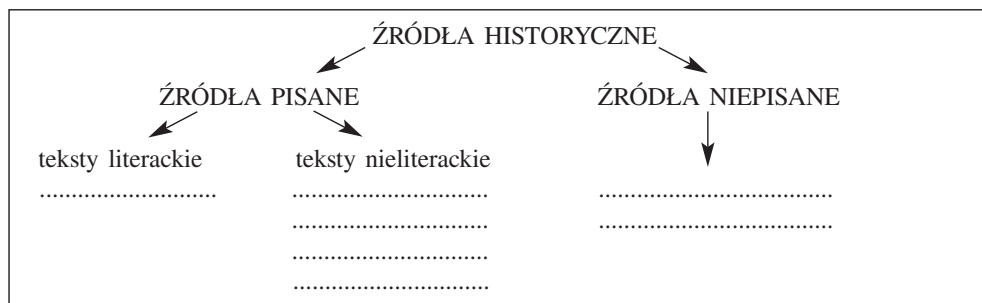 ŹRÓDŁA HISTORYCZNE
ŹRÓDŁA PISANE ŹRÓDŁA NIEPISANE
teksty literackie teksty nieliterackie
............................ ............................... .....................................
............................... .....................................
...............................
...............................